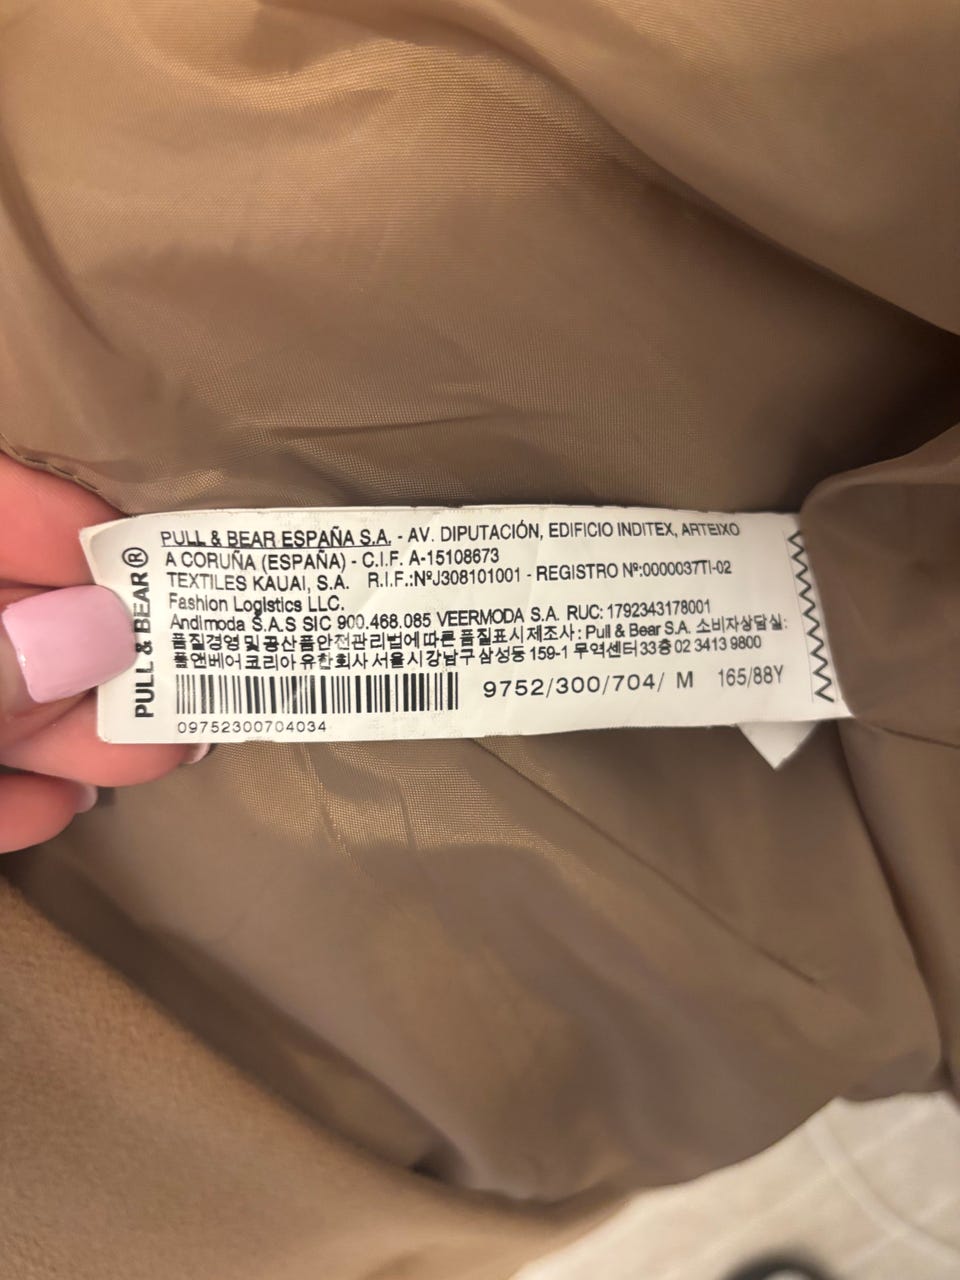 PULL & BEAR®
PULL & BEAR ESPAÑA S.A. - AV. DIPUTACIÓN, EDIFICIO INDITEX, ARTEIXO
A CORUÑA (ESPAÑA) - C.I.F. A-15108673
TEXTILES KAUAI, S.A. R.I.F.:NºJ308101001 - REGISTRO Nº:0000037TI-02
Fashion Logistics LLC.
Andimoda S.A.S SIC 900.468.085 VEERMODA S.A. RUC: 1792343178001
품질경영 및 공산품안전관리법에 따른 품질표시 제조사 : Pull & Bear S.A. 소비자상담실:
풀앤베어 코리아 유한회사 서울시 강남구 삼성동 159-1 무역센터 33층 02 3413 9800
9752/300/704/ M 165/88Y
09752300704034